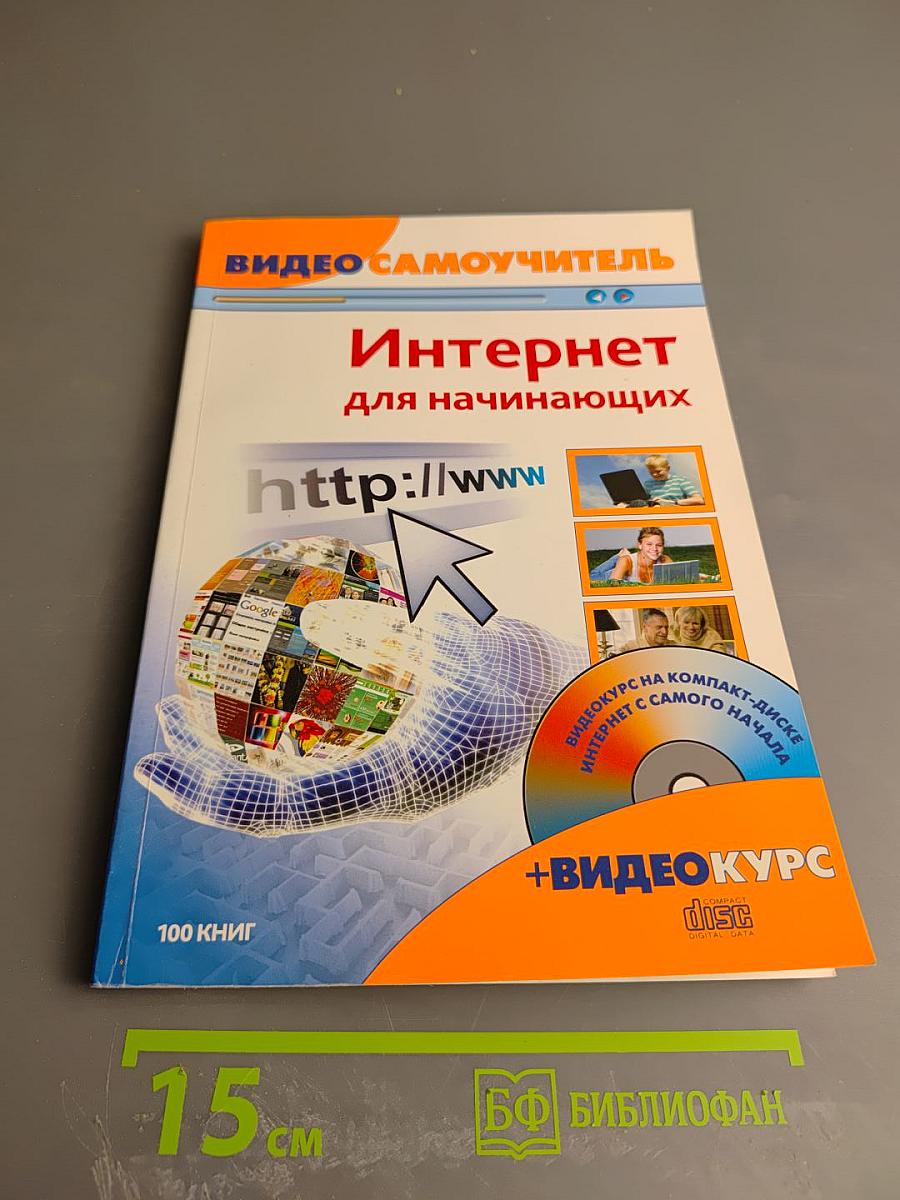 ВИДЕОСАМОУЧИТЕЛЬ
Интернет
для начинающих
http://www
Google
ВИДЕОКУРС НА КОМПАКТ-ДИСКЕ
ИНТЕРНЕТ С САМОГО НАЧАЛА
+ВИДЕОКУРС
COMPACT
disc
DIGITAL DATA
100 КНИГ
15 см
БФ БИБЛИОФАН